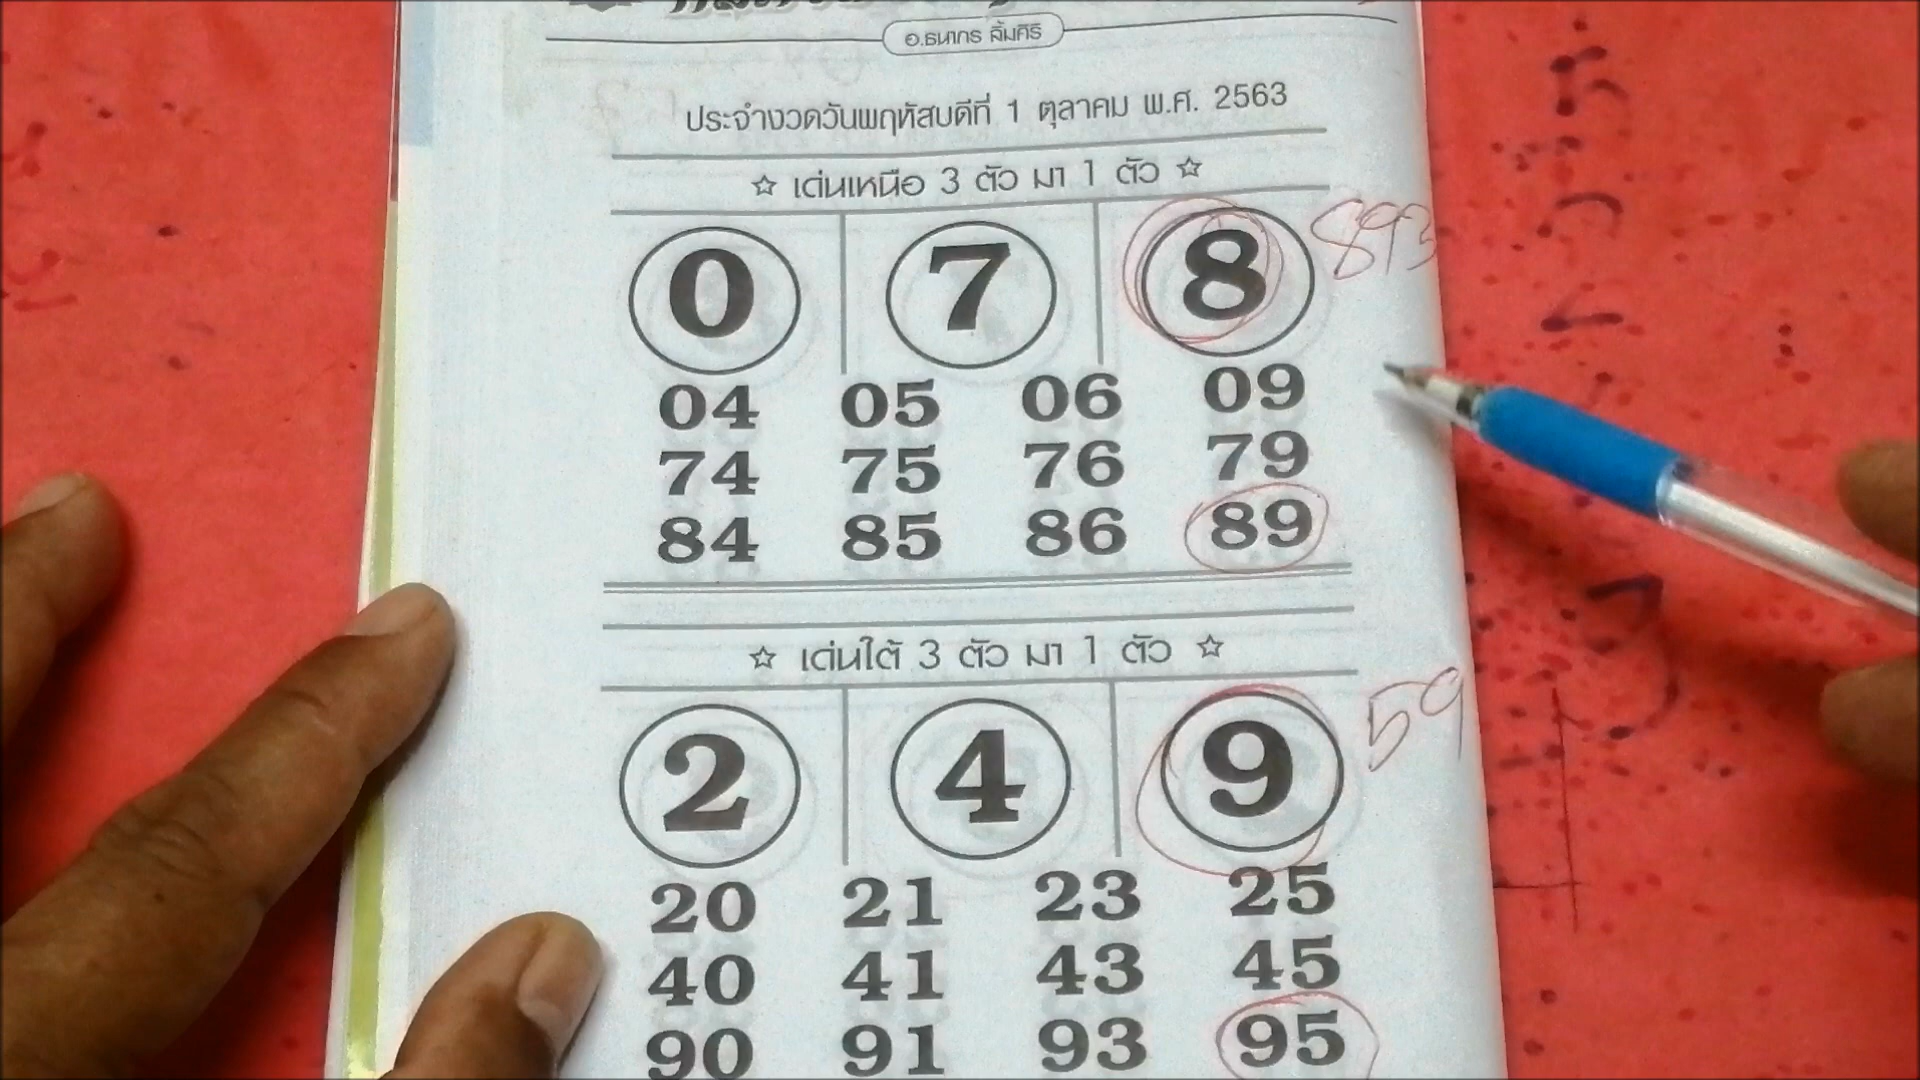 อ.ธนากร ลิ้มศิริ
ประจำงวดวันพฤหัสบดีที่ 1 ตุลาคม พ.ศ. 2563
☆ เด่นเหนือ 3 ตัว มา 1 ตัว ☆
0 7 8 893
04 05 06 09
74 75 76 79
84 85 86 89
☆ เด่นใต้ 3 ตัว มา 1 ตัว ☆
2 4 9 59
20 21 23 25
40 41 43 45
90 91 93 95